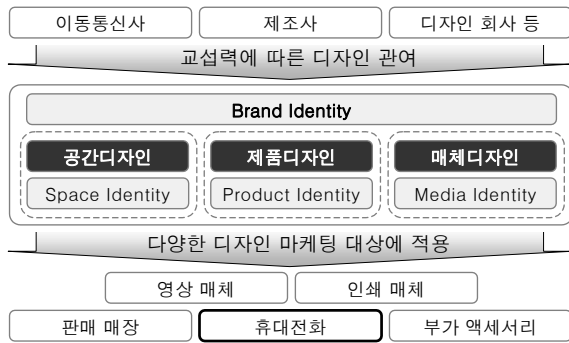 이동통신사 제조사 디자인 회사 등
교섭력에 따른 디자인 관여
Brand Identity
공간디자인 제품디자인 매체디자인
Space Identity Product Identity Media Identity
다양한 디자인 마케팅 대상에 적용
영상 매체 인쇄 매체
판매 매장 휴대전화 부가 액세서리